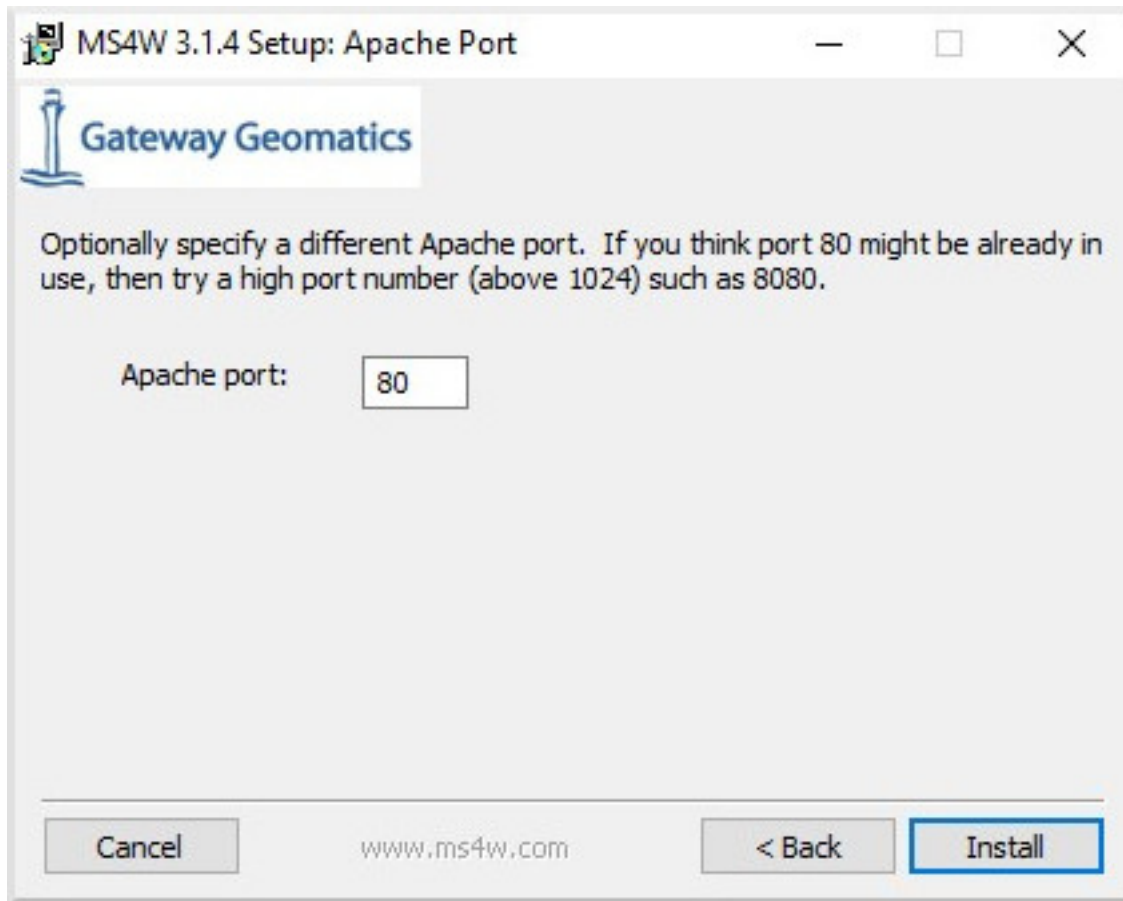 MS4W 3.1.4 Setup: Apache Port
Gateway Geomatics
Optionally specify a different Apache port.  If you think port 80 might be already in
use, then try a high port number (above 1024) such as 8080.
Apache port: 80
Cancel www.ms4w.com < Back Install